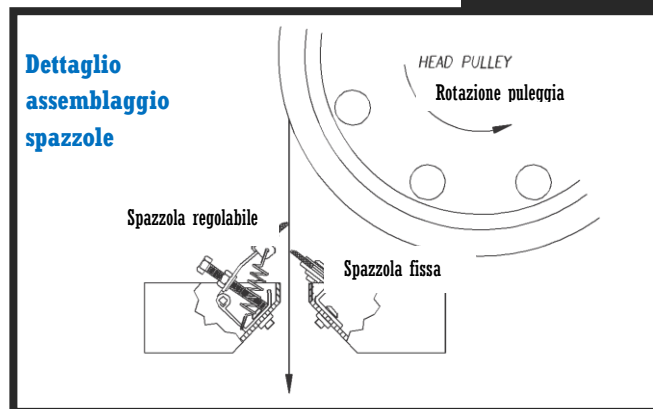 Dettaglio
assemblaggio
spazzole
HEAD PULLEY
Rotazione puleggia
Spazzola regolabile
Spazzola fissa